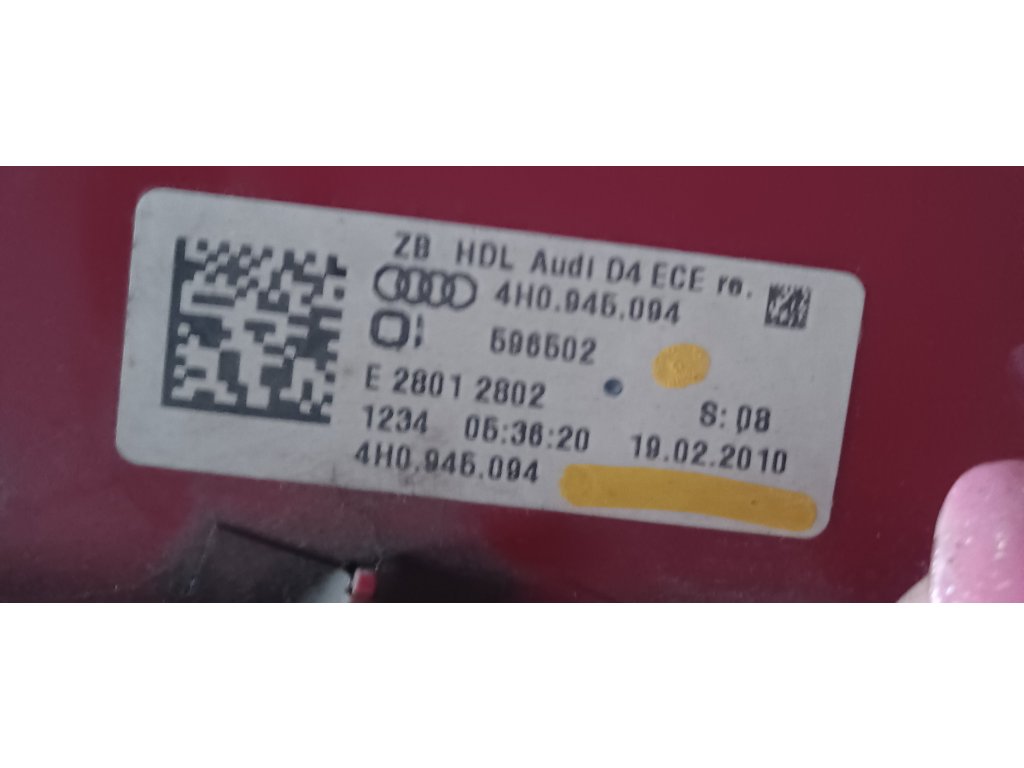 ZB HDL Audi D4 ECE re.
4H0.945.094
596502
E 2801 2802
S: 08
1234 05:36:20 19.02.2010
4H0.945.094